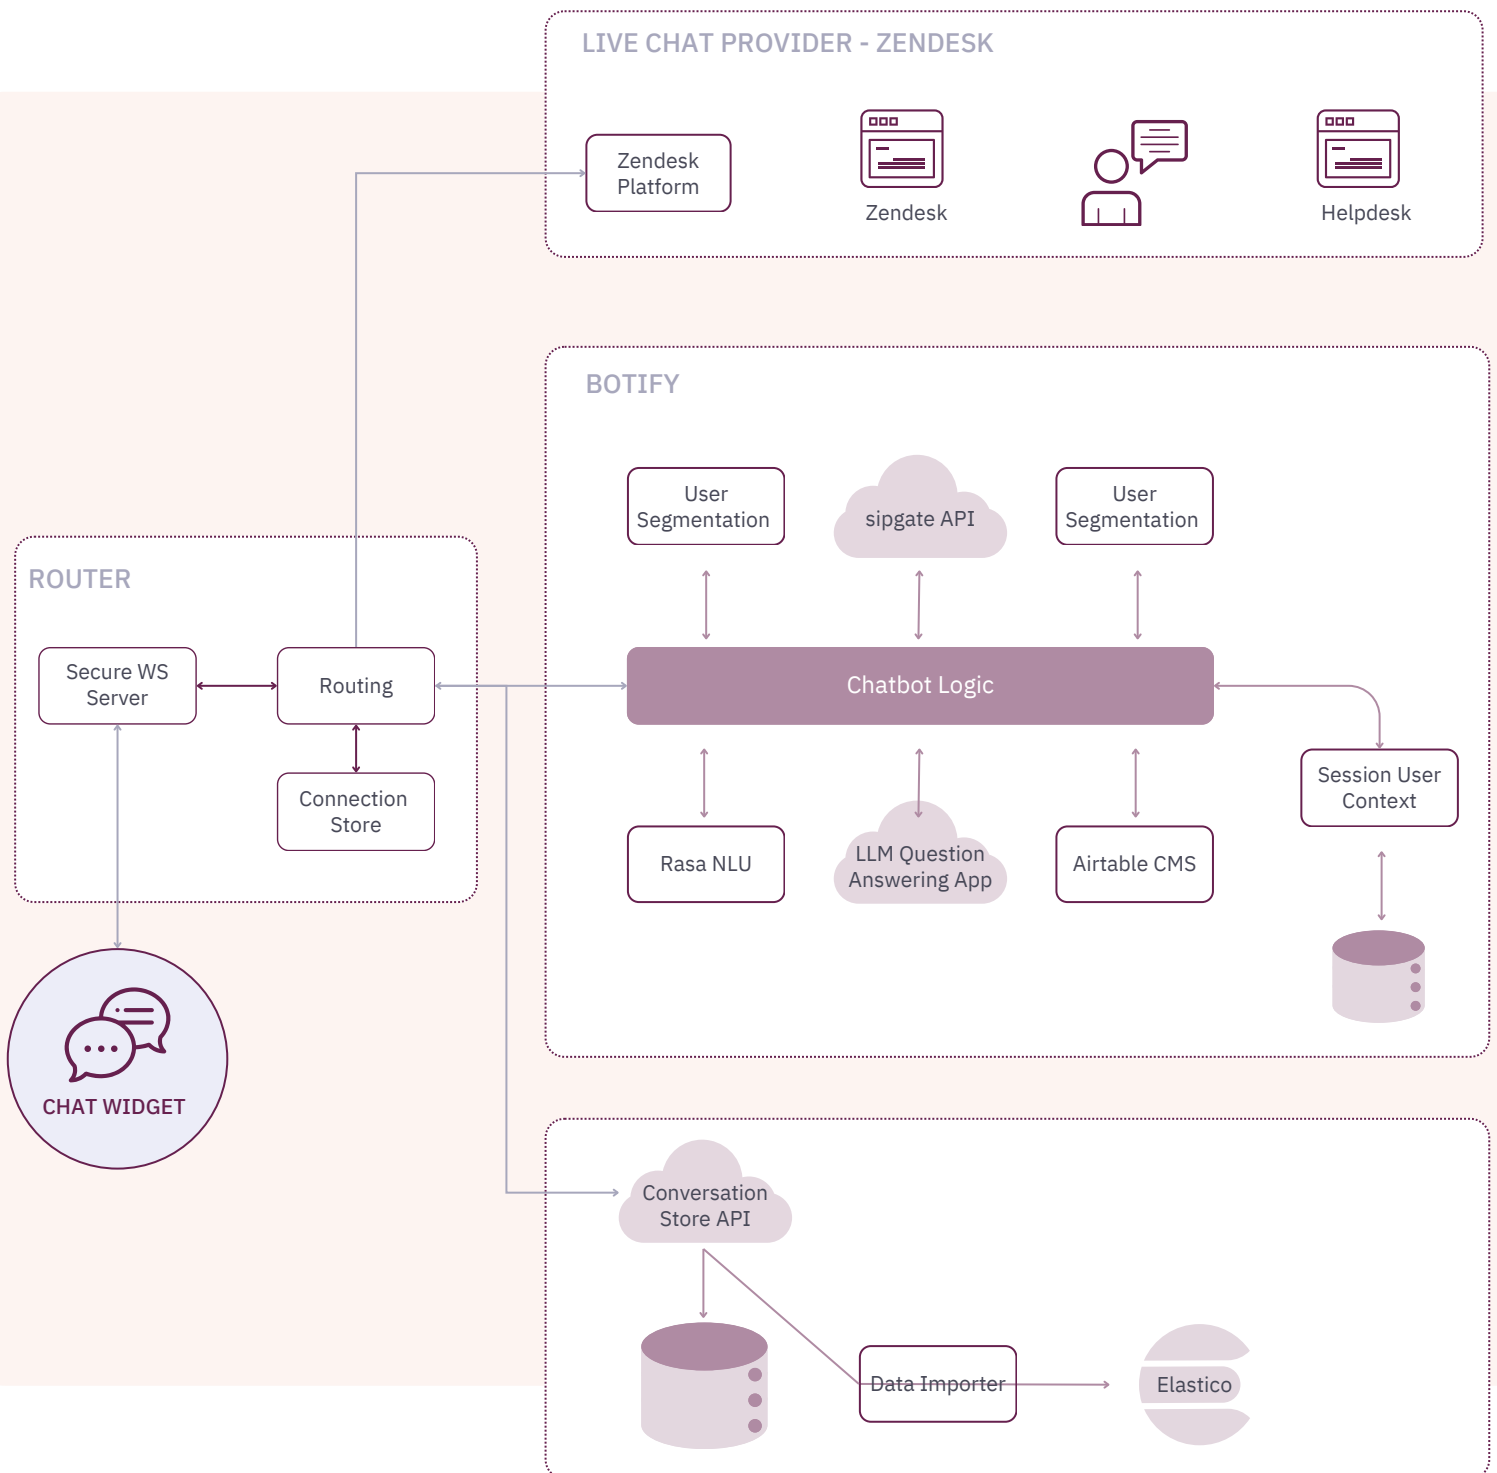 LIVE CHAT PROVIDER - ZENDESK
Zendesk
Platform
Zendesk
Helpdesk
BOTIFY
User
Segmentation
sipgate API
User
Segmentation
ROUTER
Secure WS
Server
Routing
Chatbot Logic
Connection
Store
Session User
Context
Rasa NLU
LLM Question
Answering App
Airtable CMS
CHAT WIDGET
Conversation
Store API
Data Importer
Elastico